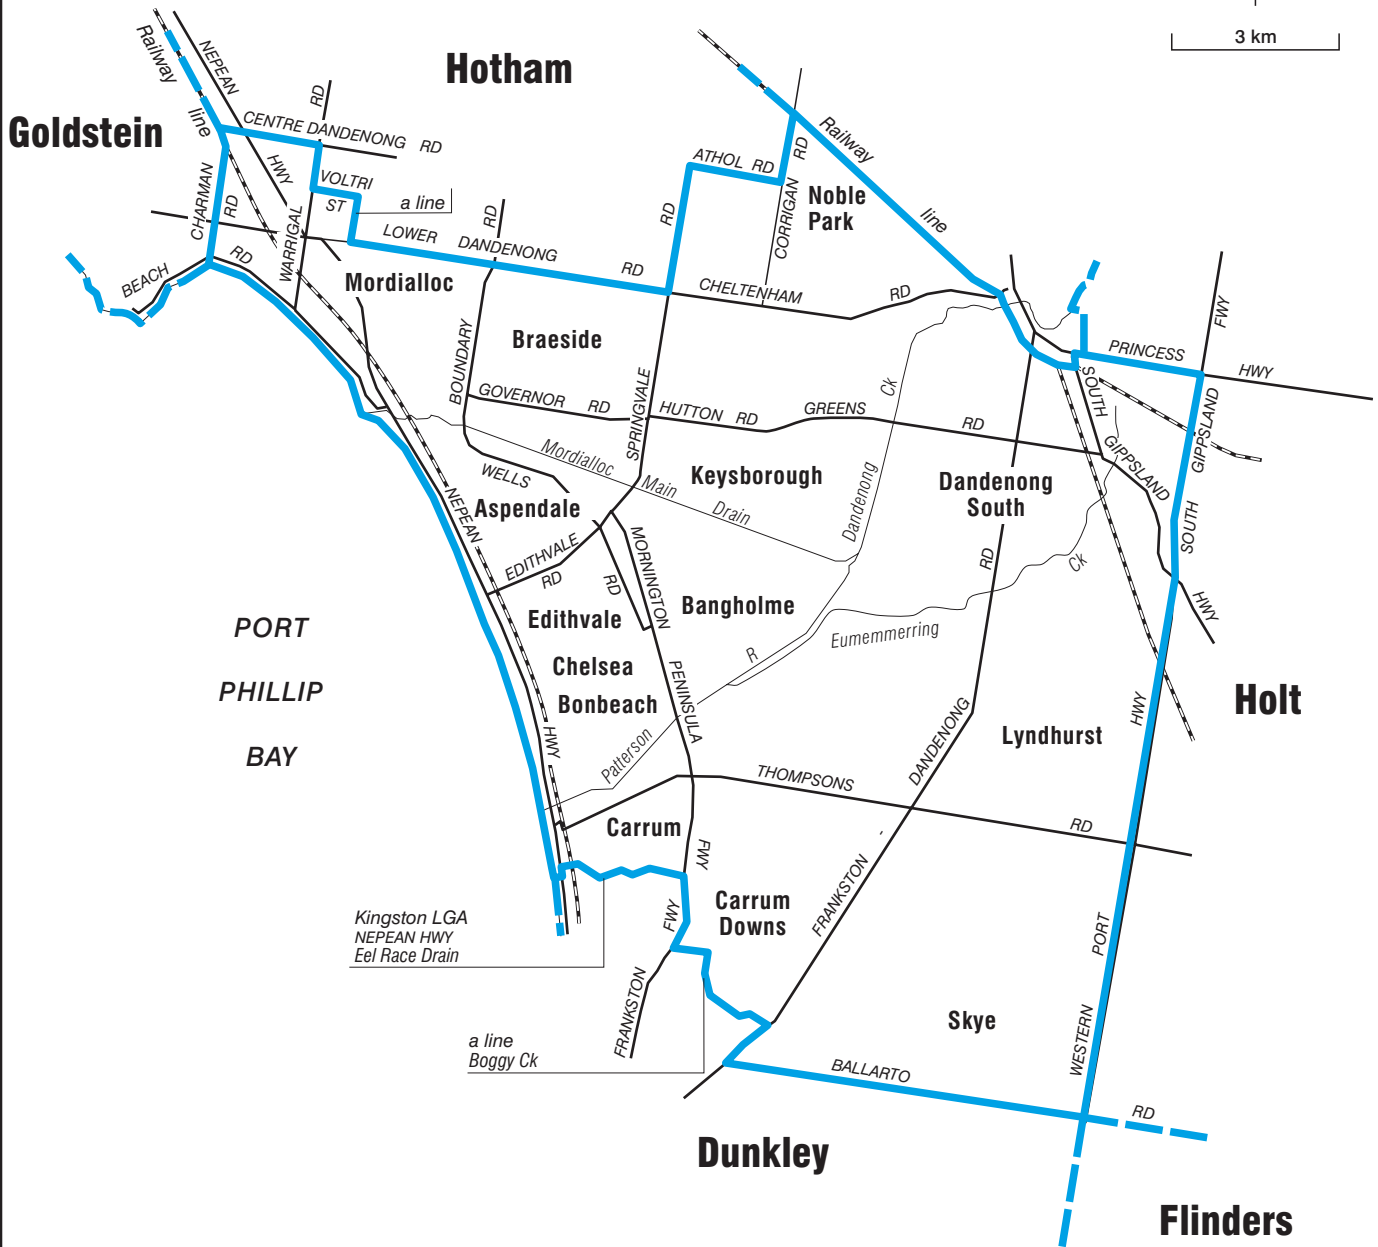 3 km
Hotham
Goldstein
Railway
line
NEPEAN
HWY
RD
CENTRE DANDENONG RD
CHARMAN
RD
VOLTRI
ST
a line
WARRIGAL
LOWER DANDENONG RD
RD
BEACH
RD
Mordialloc
ATHOL RD
RD
RD
CORRIGAN
Railway
line
Noble
Park
CHELTENHAM RD
Braeside
BOUNDARY
SPRINGVALE
GOVERNOR RD
HUTTON RD
GREENS RD
PRINCESS
HWY
FWY
SOUTH
GIPPSLAND
HWY
GIPPSLAND
SOUTH
Ck
Dandenong
Mordialloc
Main
Drain
Keysborough
Dandenong
South
WELLS
RD
Aspendale
NEPEAN
HWY
EDITHVALE
RD
MORNINGTON
PENINSULA
FWY
Edithvale
Bangholme
Chelsea
Bonbeach
R
Patterson
Eumemmerring
Ck
RD
DANDENONG
-
FRANKSTON
PORT
PHILLIP
BAY
Holt
HWY
Lyndhurst
THOMPSONS
RD
Carrum
Carrum
Downs
Kingston LGA
NEPEAN HWY
Eel Race Drain
FWY
FRANKSTON
a line
Boggy Ck
Skye
PORT
WESTERN
BALLARTO
RD
Dunkley
Flinders